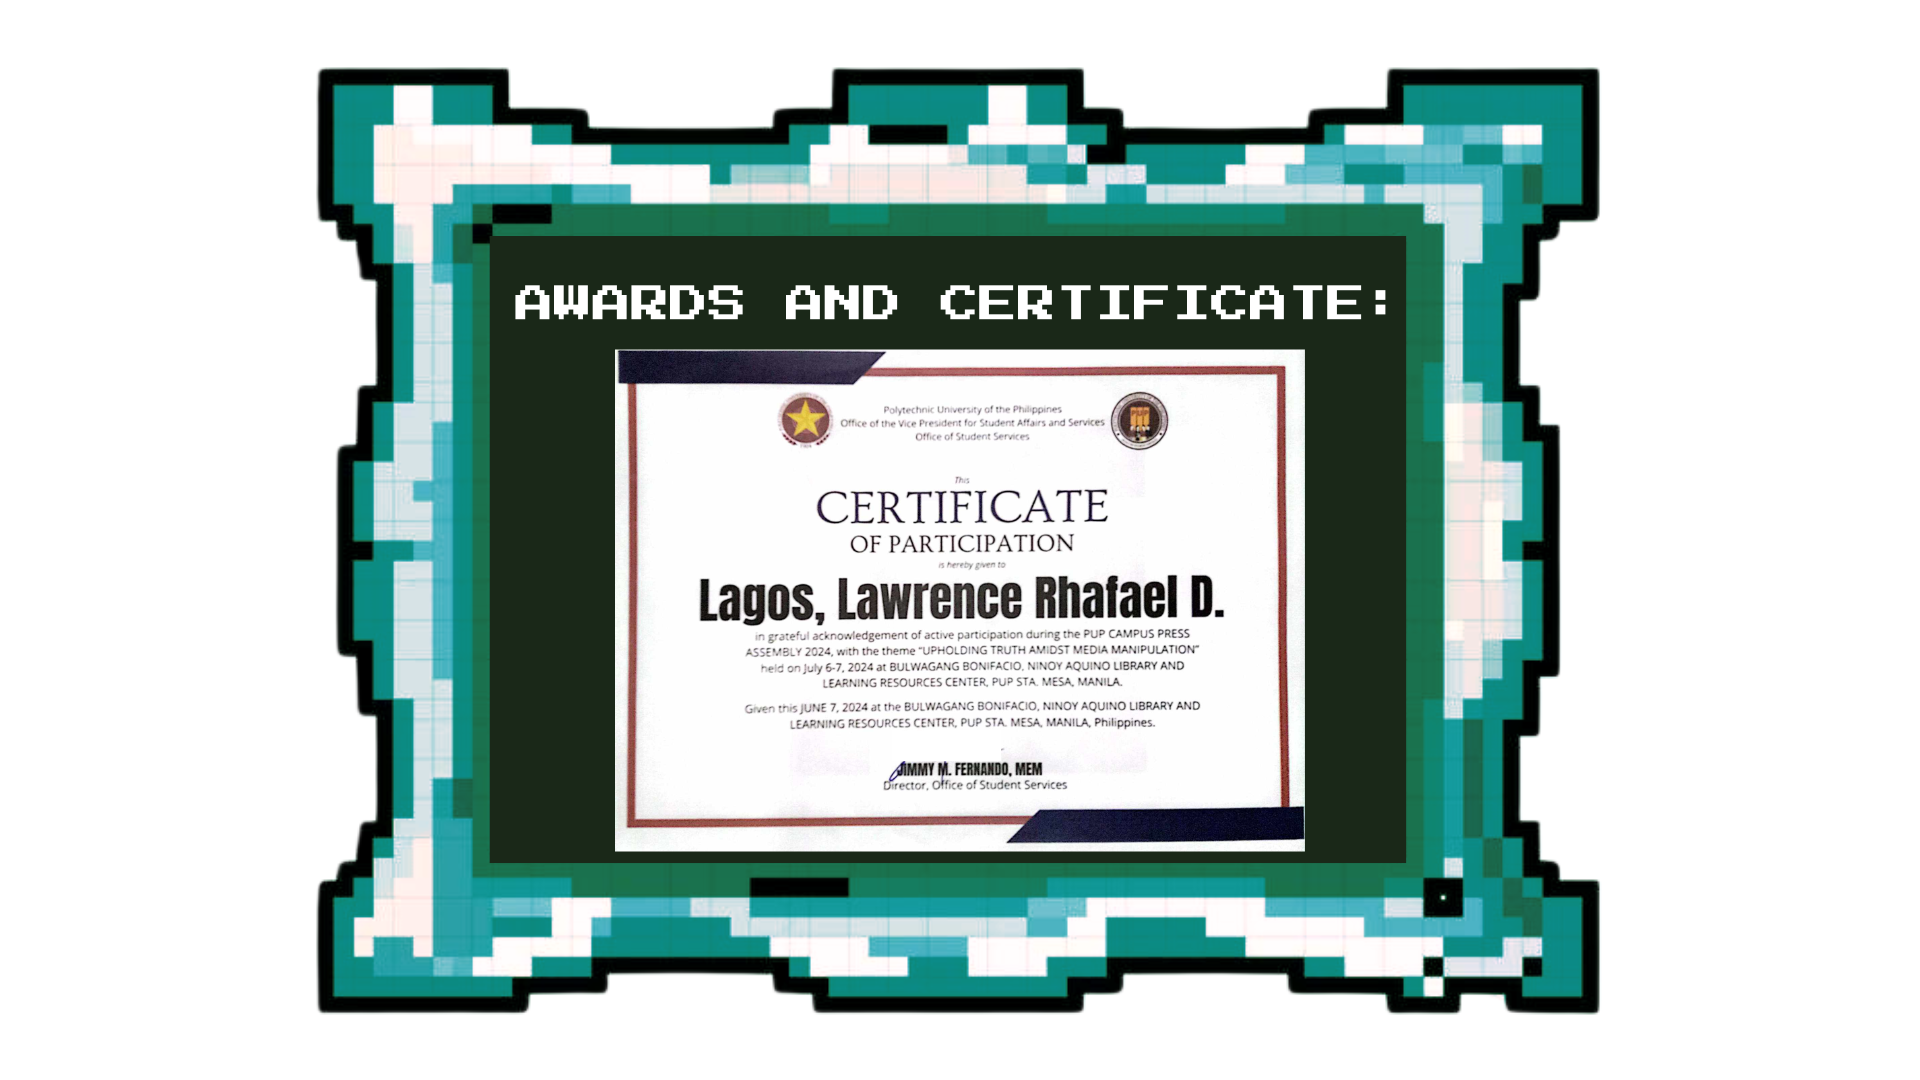 AWARDS AND CERTIFICATE:
Polytechnic University of the Philippines
Office of the Vice President for Student Affairs and Services
Office of Student Services
PUP
This
CERTIFICATE
OF PARTICIPATION
is hereby given to
Lagos, Lawrence Rhafael D.
in grateful acknowledgement of active participation during the PUP CAMPUS PRESS
ASSEMBLY 2024, with the theme “UPHOLDING TRUTH AMIDST MEDIA MANIPULATION”
held on July 6-7, 2024 at BULWAGANG BONIFACIO, NINOY AQUINO LIBRARY AND
LEARNING RESOURCES CENTER, PUP STA. MESA, MANILA.
Given this JUNE 7, 2024 at the BULWAGANG BONIFACIO, NINOY AQUINO LIBRARY AND
LEARNING RESOURCES CENTER, PUP STA. MESA, MANILA, Philippines.
JIMMY M. FERNANDO, MEM
Director, Office of Student Services